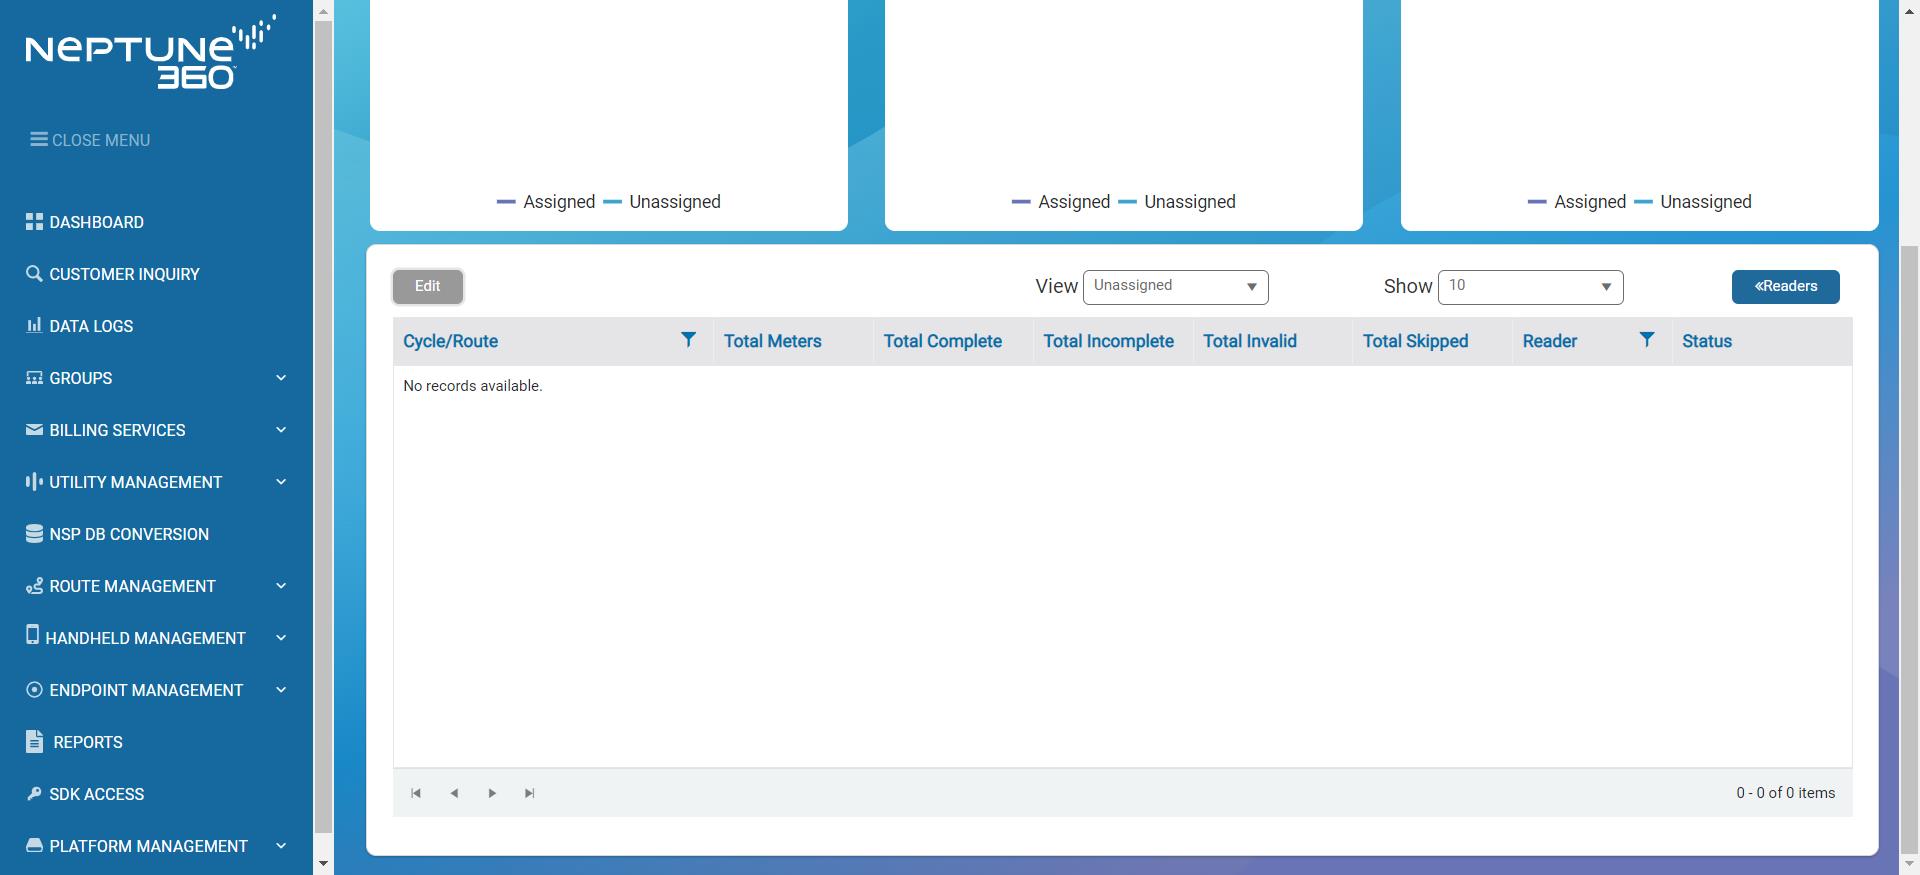 NEPTUNE
360
CLOSE MENU
DASHBOARD
CUSTOMER INQUIRY
DATA LOGS
GROUPS
BILLING SERVICES
UTILITY MANAGEMENT
NSP DB CONVERSION
ROUTE MANAGEMENT
HANDHELD MANAGEMENT
ENDPOINT MANAGEMENT
REPORTS
SDK ACCESS
PLATFORM MANAGEMENT
Assigned Unassigned
Assigned Unassigned
Assigned Unassigned
Edit View Unassigned Show 10 «Readers
Cycle/Route Total Meters Total Complete Total Incomplete Total Invalid Total Skipped Reader Status
No records available.
0 - 0 of 0 items